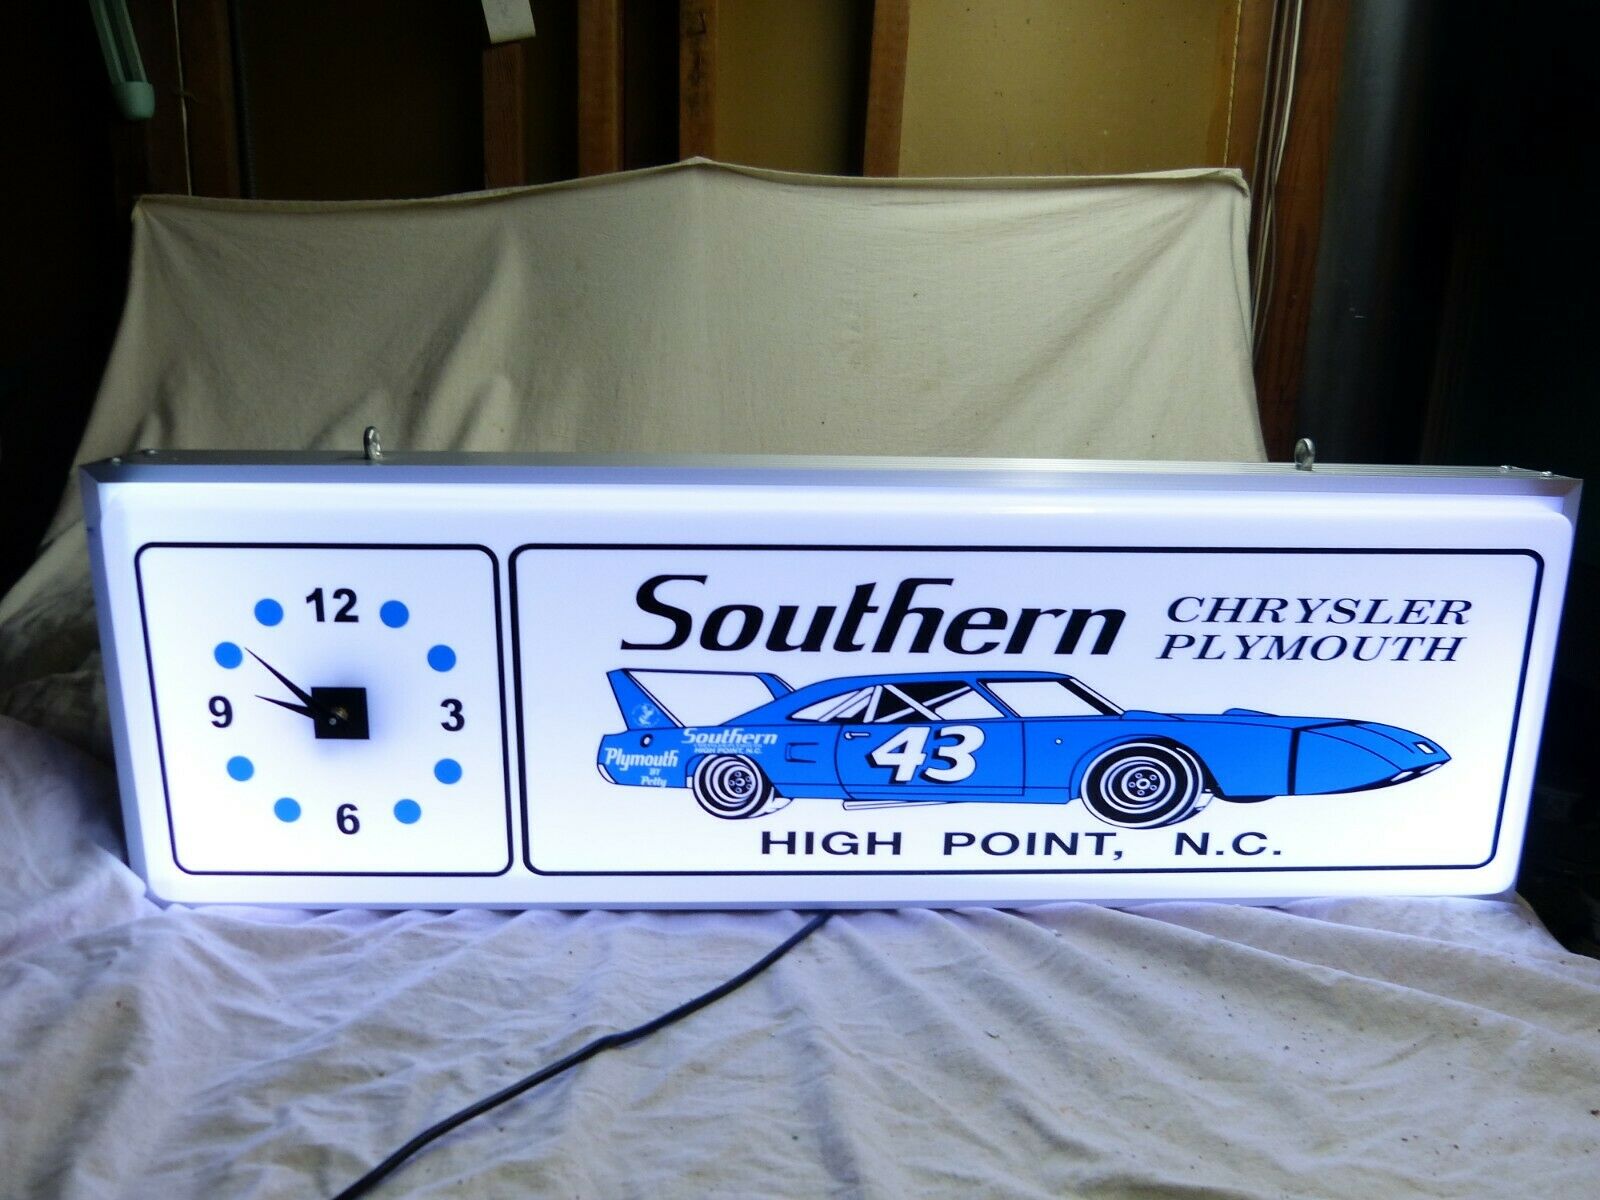 12
9
3
6
Southern
CHRYSLER
PLYMOUTH
Southern
HIGH POINT, N.C.
Plymouth
BY
Petty
43
HIGH POINT, N.C.